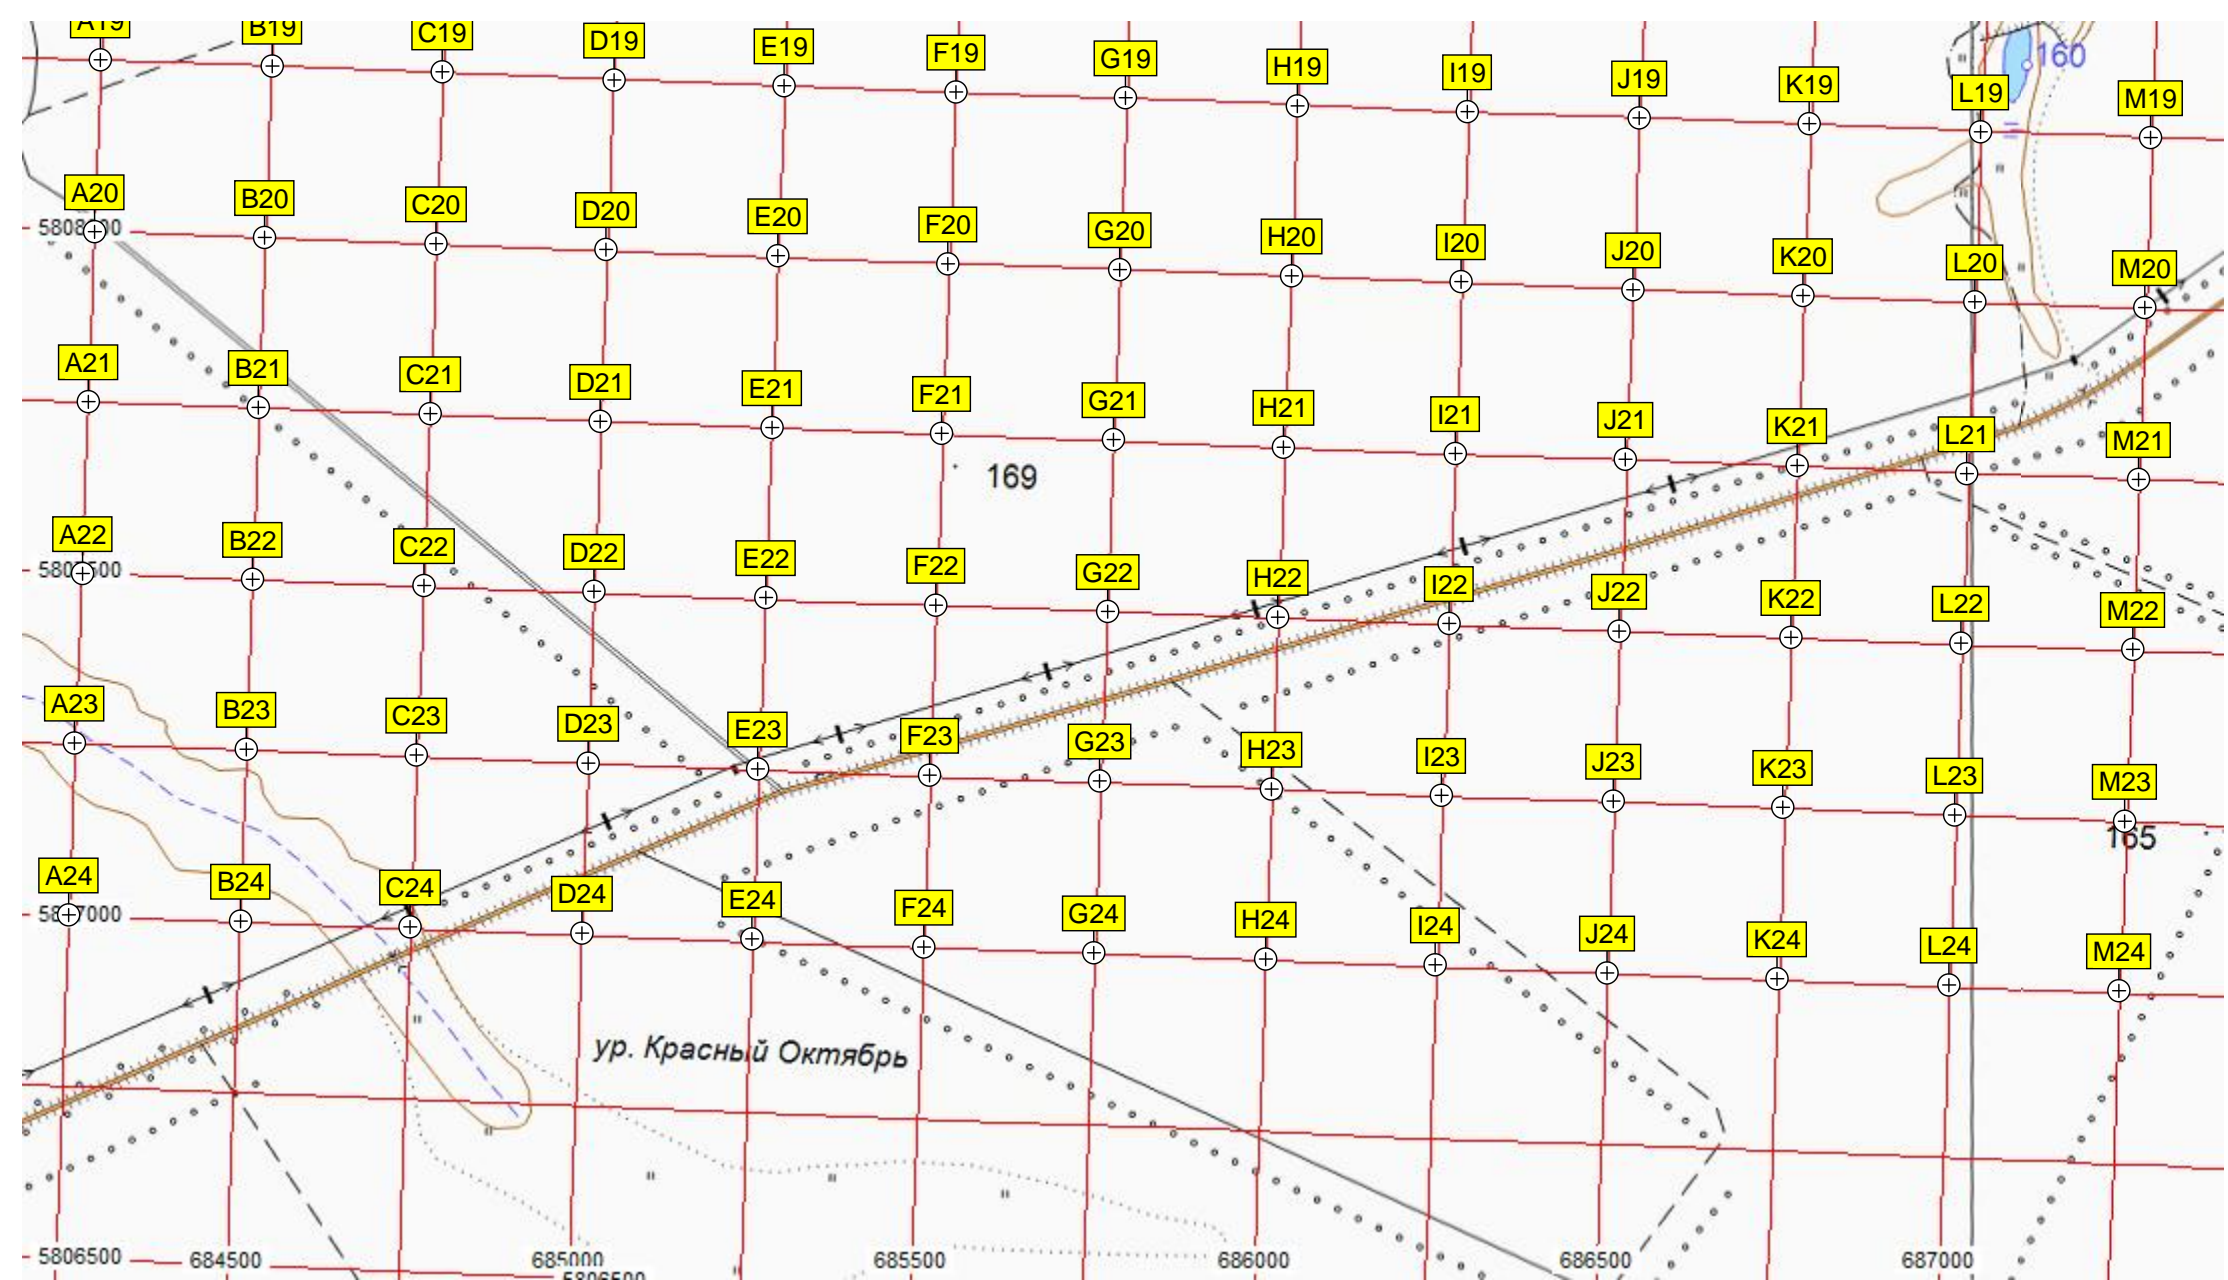 A19 B19 C19 D19 E19 F19 G19 H19 I19 J19 K19 L19 M19
160
A20 B20 C20 D20 E20 F20 G20 H20 I20 J20 K20 L20 M20
A21 B21 C21 D21 E21 F21 G21 H21 I21 J21 K21 L21 M21
169
A22 B22 C22 D22 E22 F22 G22 H22 I22 J22 K22 L22 M22
A23 B23 C23 D23 E23 F23 G23 H23 I23 J23 K23 L23 M23
165
A24 B24 C24 D24 E24 F24 G24 H24 I24 J24 K24 L24 M24
ур. Красный Октябрь
5806500 684500 685000 685500 686000 686500 687000
5806500